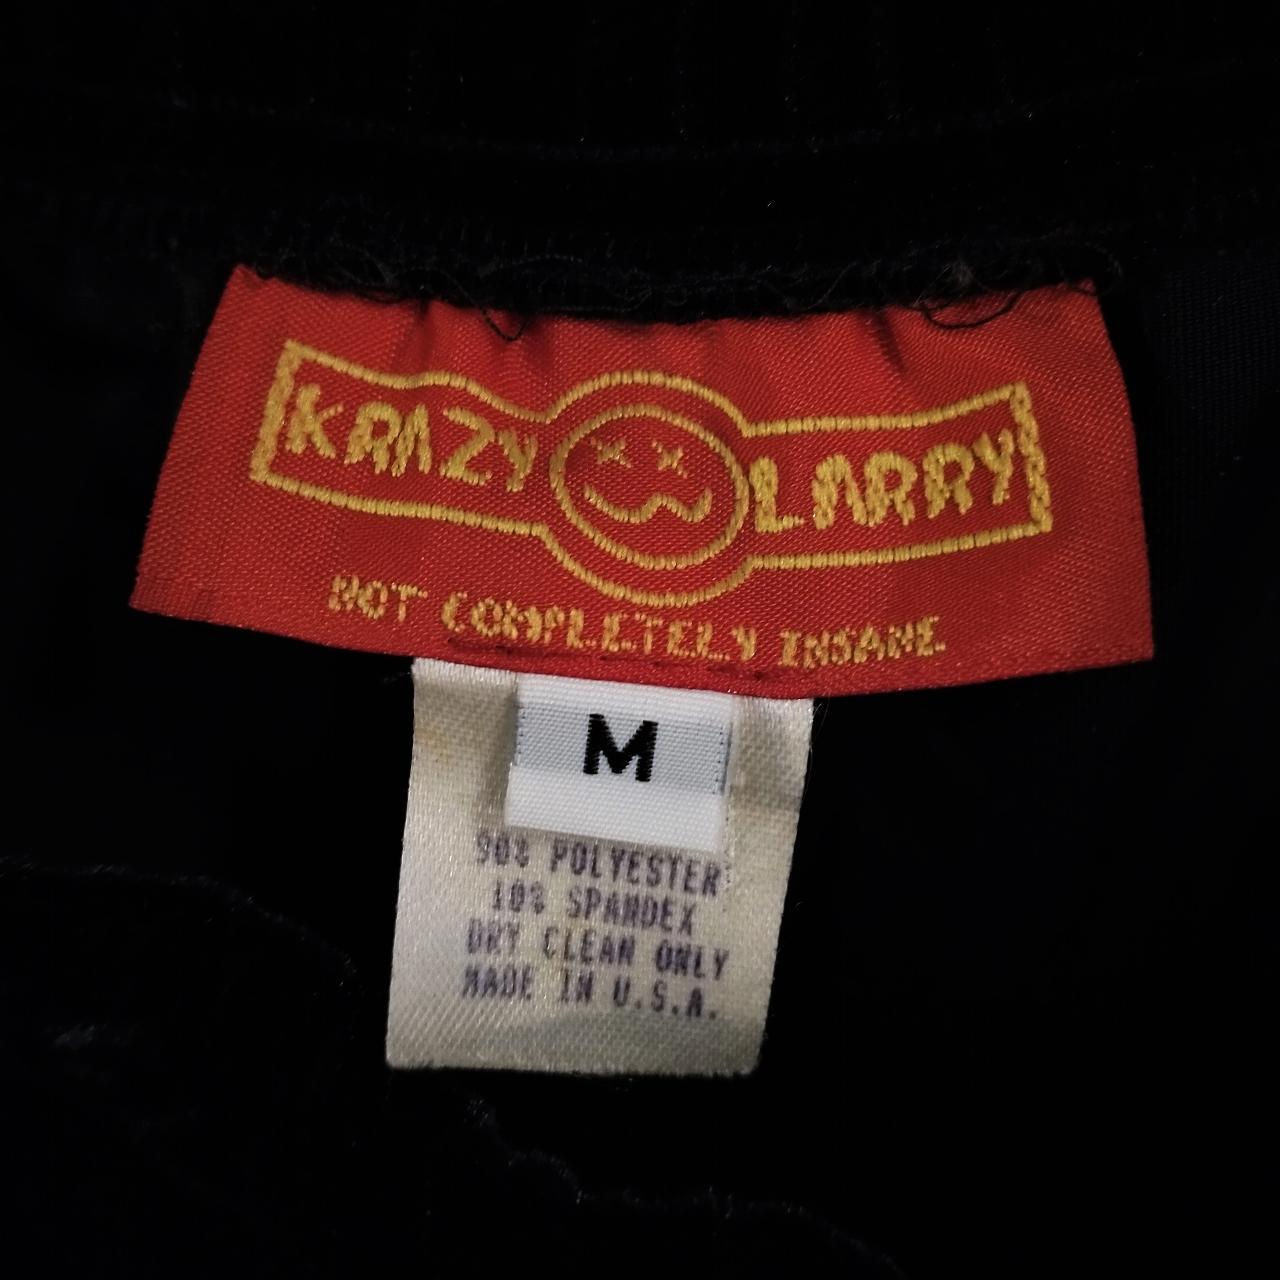 KRAZY LARRY
NOT COMPLETELY INSANE
M
90% POLYESTER
10% SPANDEX
DRY CLEAN ONLY
MADE IN U.S.A.